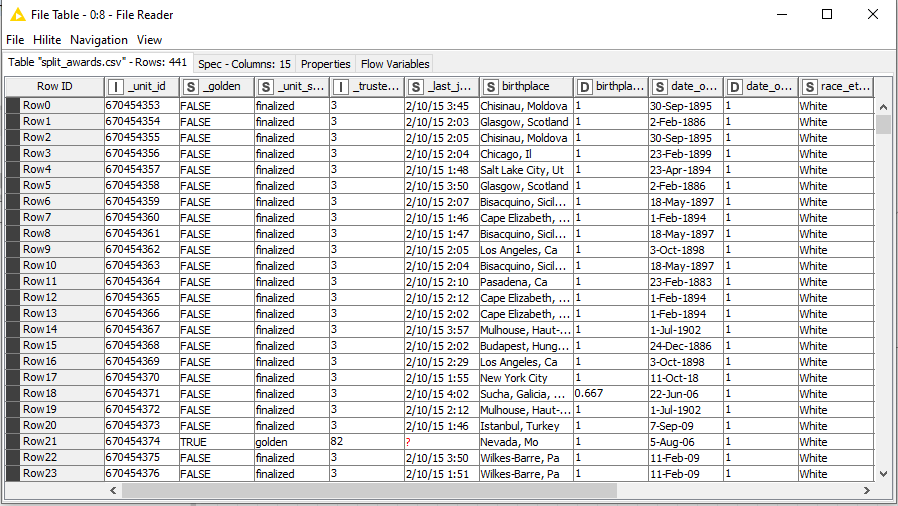 File Table - 0:8 - File Reader
File Hilite Navigation View
Table "split_awards.csv" - Rows: 441 Spec - Columns: 15 Properties Flow Variables
Row ID I _unit_id S _golden S _unit_s... I _truste... S _last_j... S birthplace D birthpla... S date_o... D date_o... S race_et...
Row0 670454353 FALSE finalized 3 2/10/15 3:45 Chisinau, Moldova 1 30-Sep-1895 1 White
Row1 670454354 FALSE finalized 3 2/10/15 2:03 Glasgow, Scotland 1 2-Feb-1886 1 White
Row2 670454355 FALSE finalized 3 2/10/15 2:05 Chisinau, Moldova 1 30-Sep-1895 1 White
Row3 670454356 FALSE finalized 3 2/10/15 2:04 Chicago, Il 1 23-Feb-1899 1 White
Row4 670454357 FALSE finalized 3 2/10/15 1:48 Salt Lake City, Ut 1 23-Apr-1894 1 White
Row5 670454358 FALSE finalized 3 2/10/15 3:50 Glasgow, Scotland 1 2-Feb-1886 1 White
Row6 670454359 FALSE finalized 3 2/10/15 2:07 Bisacquino, Sicil... 1 18-May-1897 1 White
Row7 670454360 FALSE finalized 3 2/10/15 1:46 Cape Elizabeth, ... 1 1-Feb-1894 1 White
Row8 670454361 FALSE finalized 3 2/10/15 1:47 Bisacquino, Sicil... 1 18-May-1897 1 White
Row9 670454362 FALSE finalized 3 2/10/15 2:05 Los Angeles, Ca 1 3-Oct-1898 1 White
Row10 670454363 FALSE finalized 3 2/10/15 2:04 Bisacquino, Sicil... 1 18-May-1897 1 White
Row11 670454364 FALSE finalized 3 2/10/15 2:10 Pasadena, Ca 1 23-Feb-1883 1 White
Row12 670454365 FALSE finalized 3 2/10/15 2:12 Cape Elizabeth, ... 1 1-Feb-1894 1 White
Row13 670454366 FALSE finalized 3 2/10/15 2:02 Cape Elizabeth, ... 1 1-Feb-1894 1 White
Row14 670454367 FALSE finalized 3 2/10/15 3:57 Mulhouse, Haut-... 1 1-Jul-1902 1 White
Row15 670454368 FALSE finalized 3 2/10/15 2:02 Budapest, Hung... 1 24-Dec-1886 1 White
Row16 670454369 FALSE finalized 3 2/10/15 2:29 Los Angeles, Ca 1 3-Oct-1898 1 White
Row17 670454370 FALSE finalized 3 2/10/15 1:55 New York City 1 11-Oct-18 1 White
Row18 670454371 FALSE finalized 3 2/10/15 4:02 Sucha, Galicia, ... 0.667 22-Jun-06 1 White
Row19 670454372 FALSE finalized 3 2/10/15 2:12 Mulhouse, Haut-... 1 1-Jul-1902 1 White
Row20 670454373 FALSE finalized 3 2/10/15 1:46 Istanbul, Turkey 1 7-Sep-09 1 White
Row21 670454374 TRUE golden 82 ? Nevada, Mo 1 5-Aug-06 1 White
Row22 670454375 FALSE finalized 3 2/10/15 3:50 Wilkes-Barre, Pa 1 11-Feb-09 1 White
Row23 670454376 FALSE finalized 3 2/10/15 1:51 Wilkes-Barre, Pa 1 11-Feb-09 1 White